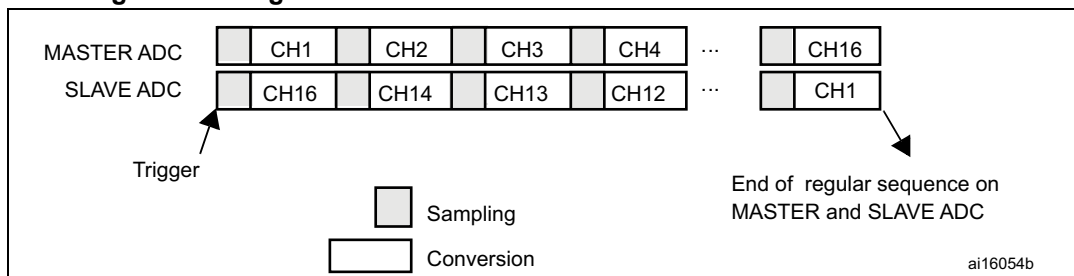 MASTER ADC CH1 CH2 CH3 CH4 ... CH16
SLAVE ADC CH16 CH14 CH13 CH12 ... CH1
Trigger
End of regular sequence on
MASTER and SLAVE ADC
Sampling
Conversion
ai16054b